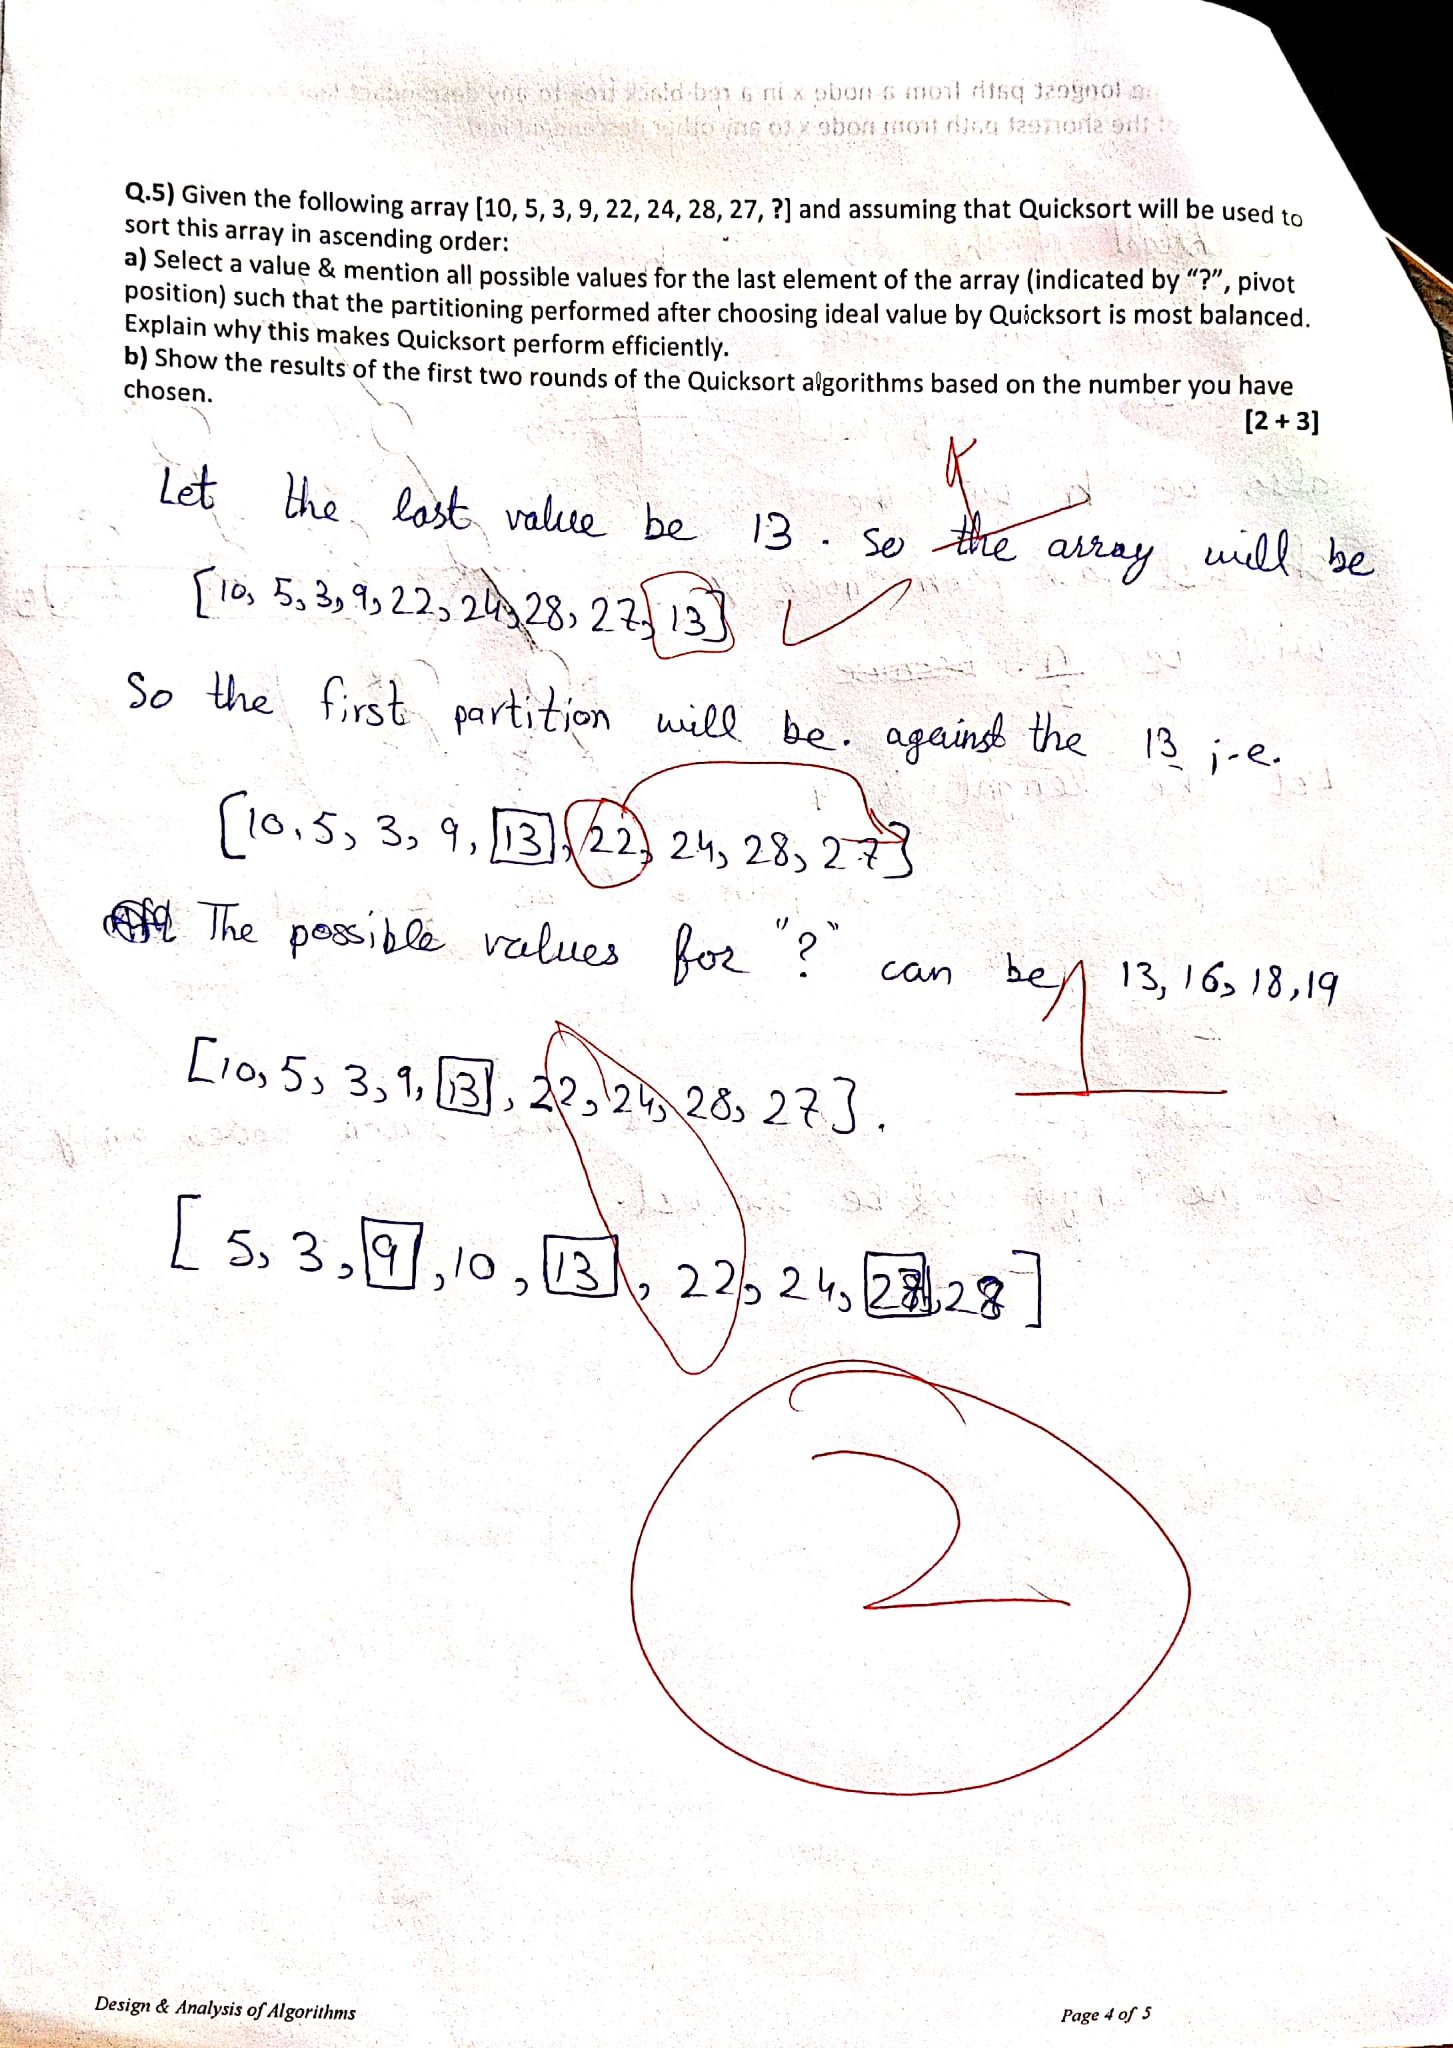 Q.5) Given the following array [10, 5, 3, 9, 22, 24, 28, 27, ?] and assuming that Quicksort will be used to
sort this array in ascending order:
a) Select a value & mention all possible values for the last element of the array (indicated by “?”, pivot
position) such that the partitioning performed after choosing ideal value by Quicksort is most balanced.
Explain why this makes Quicksort perform efficiently.
b) Show the results of the first two rounds of the Quicksort algorithms based on the number you have
chosen.
[2 + 3]
Let the last value be 13. so the array will be
[10, 5, 3, 9, 22, 24, 28, 27, 13]
So the first partition will be. against the 13 i-e.
[10, 5, 3, 9, 13, 22, 24, 28, 27]
The possible values for "?" can be 13, 16, 18, 19
1
[10, 5, 3, 9, 13, 22, 24, 28, 27].
[5, 3, 9, 10, 13, 22, 24, 27, 28]
2
Design & Analysis of Algorithms
Page 4 of 5